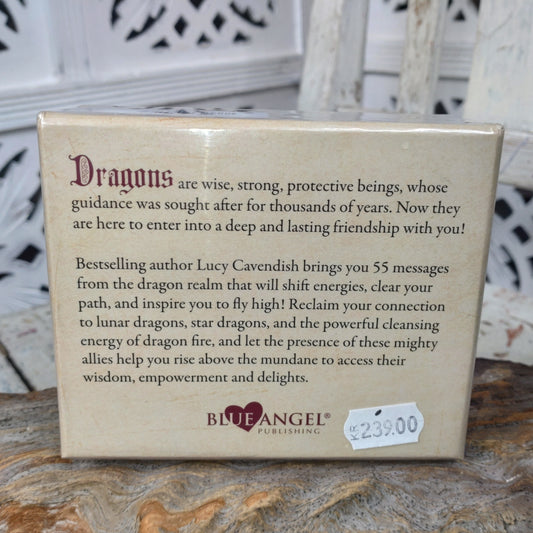 Dragons are wise, strong, protective beings, whose
guidance was sought after for thousands of years. Now they
are here to enter into a deep and lasting friendship with you!
Bestselling author Lucy Cavendish brings you 55 messages
from the dragon realm that will shift energies, clear your
path, and inspire you to fly high! Reclaim your connection
to lunar dragons, star dragons, and the powerful cleansing
energy of dragon fire, and let the presence of these mighty
allies help you rise above the mundane to access their
wisdom, empowerment and delights.
BLUE ANGEL®
PUBLISHING
KR 239.00